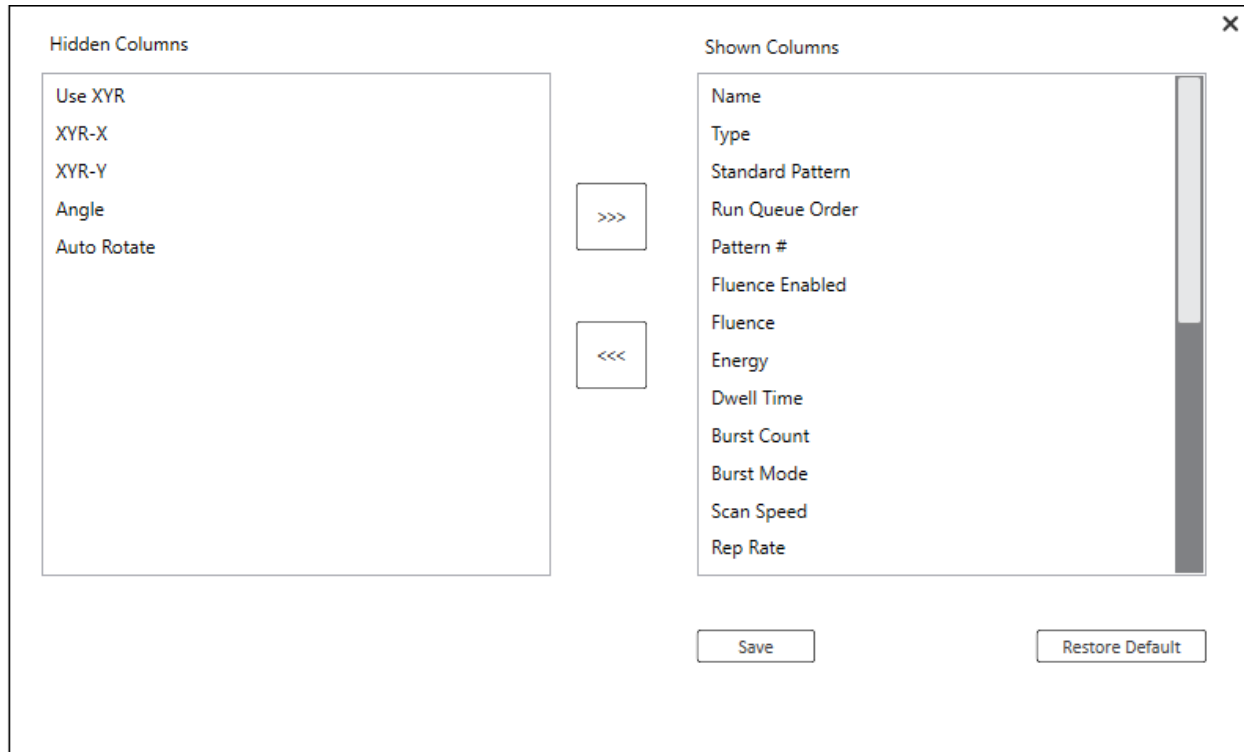 Hidden Columns
Use XYR
XYR-X
XYR-Y
Angle
Auto Rotate
>>>
<<<
Shown Columns
Name
Type
Standard Pattern
Run Queue Order
Pattern #
Fluence Enabled
Fluence
Energy
Dwell Time
Burst Count
Burst Mode
Scan Speed
Rep Rate
Save
Restore Default